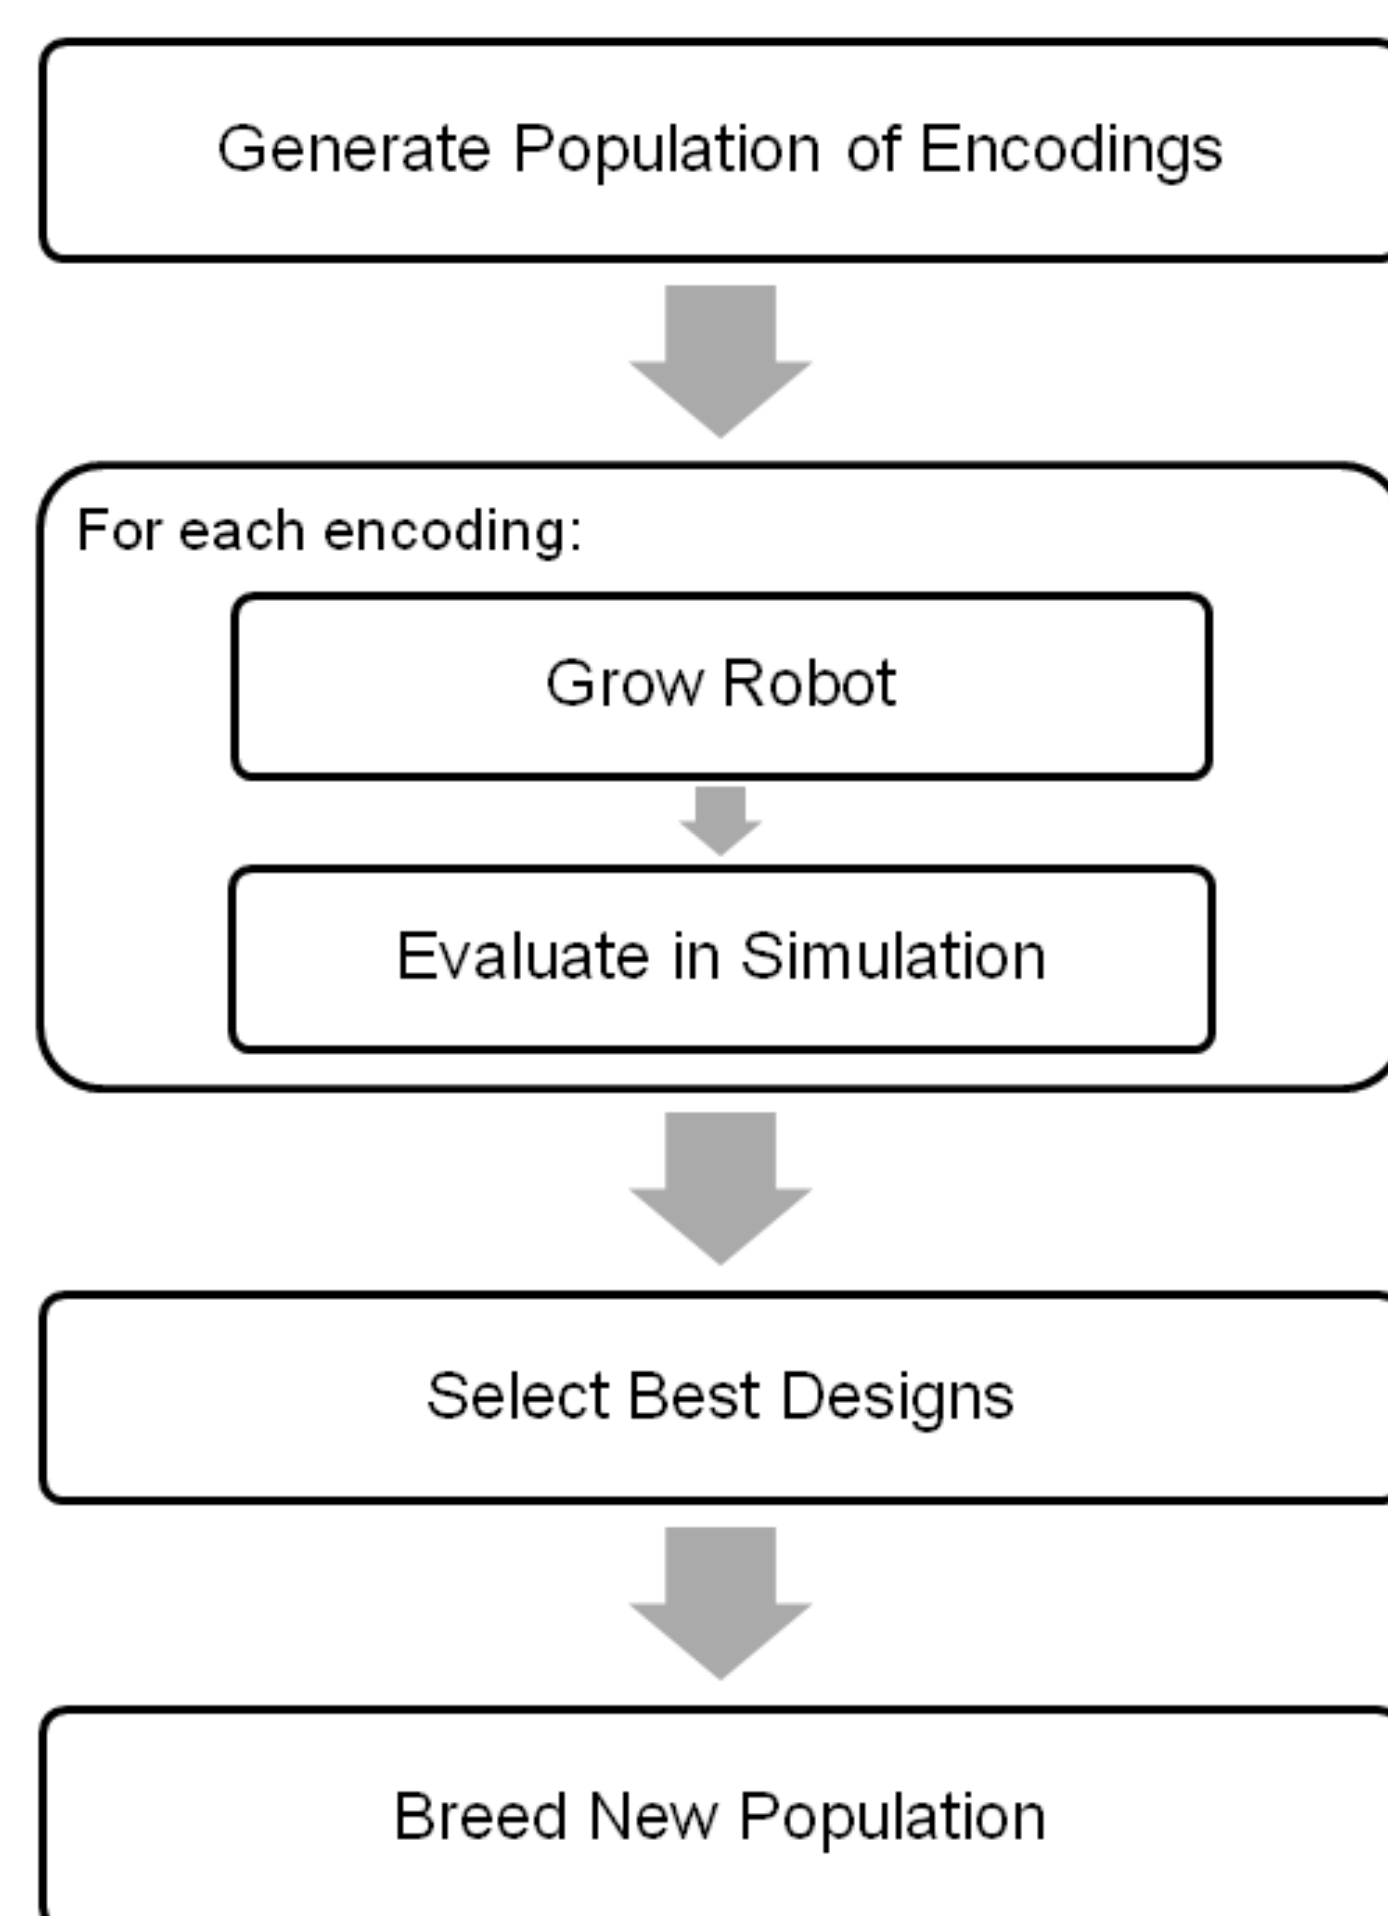 Generate Population of Encodings
For each encoding:
Grow Robot
Evaluate in Simulation
Select Best Designs
Breed New Population